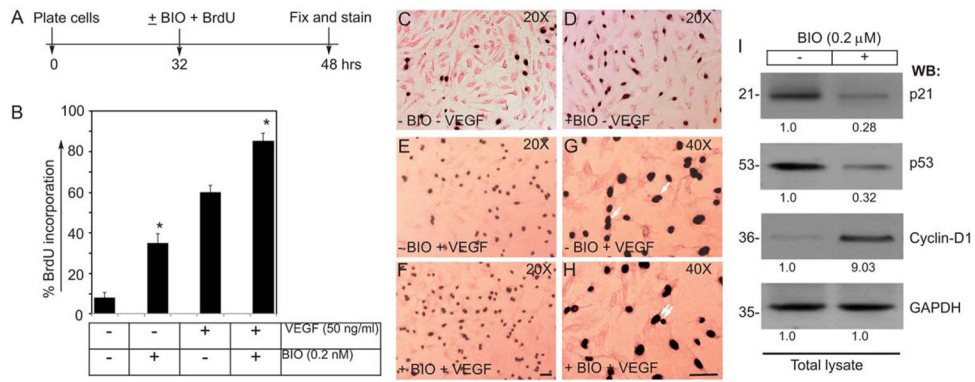 A
Plate cells
± BIO + BrdU
Fix and stain
0
32
48 hrs
B
% BrdU incorporation
100
80
60
40
20
0
*
*
- - + + VEGF (50 ng/ml)
- + - + BIO (0.2 nM)
C 20X
- BIO - VEGF
D 20X
+BIO - VEGF
E 20X
- BIO + VEGF
G 40X
- BIO + VEGF
F 20X
+ BIO + VEGF
H 40X
+ BIO + VEGF
I
BIO (0.2 μM)
- +
WB:
21- p21
1.0 0.28
53- p53
1.0 0.32
36- Cyclin-D1
1.0 9.03
35- GAPDH
1.0 1.0
Total lysate